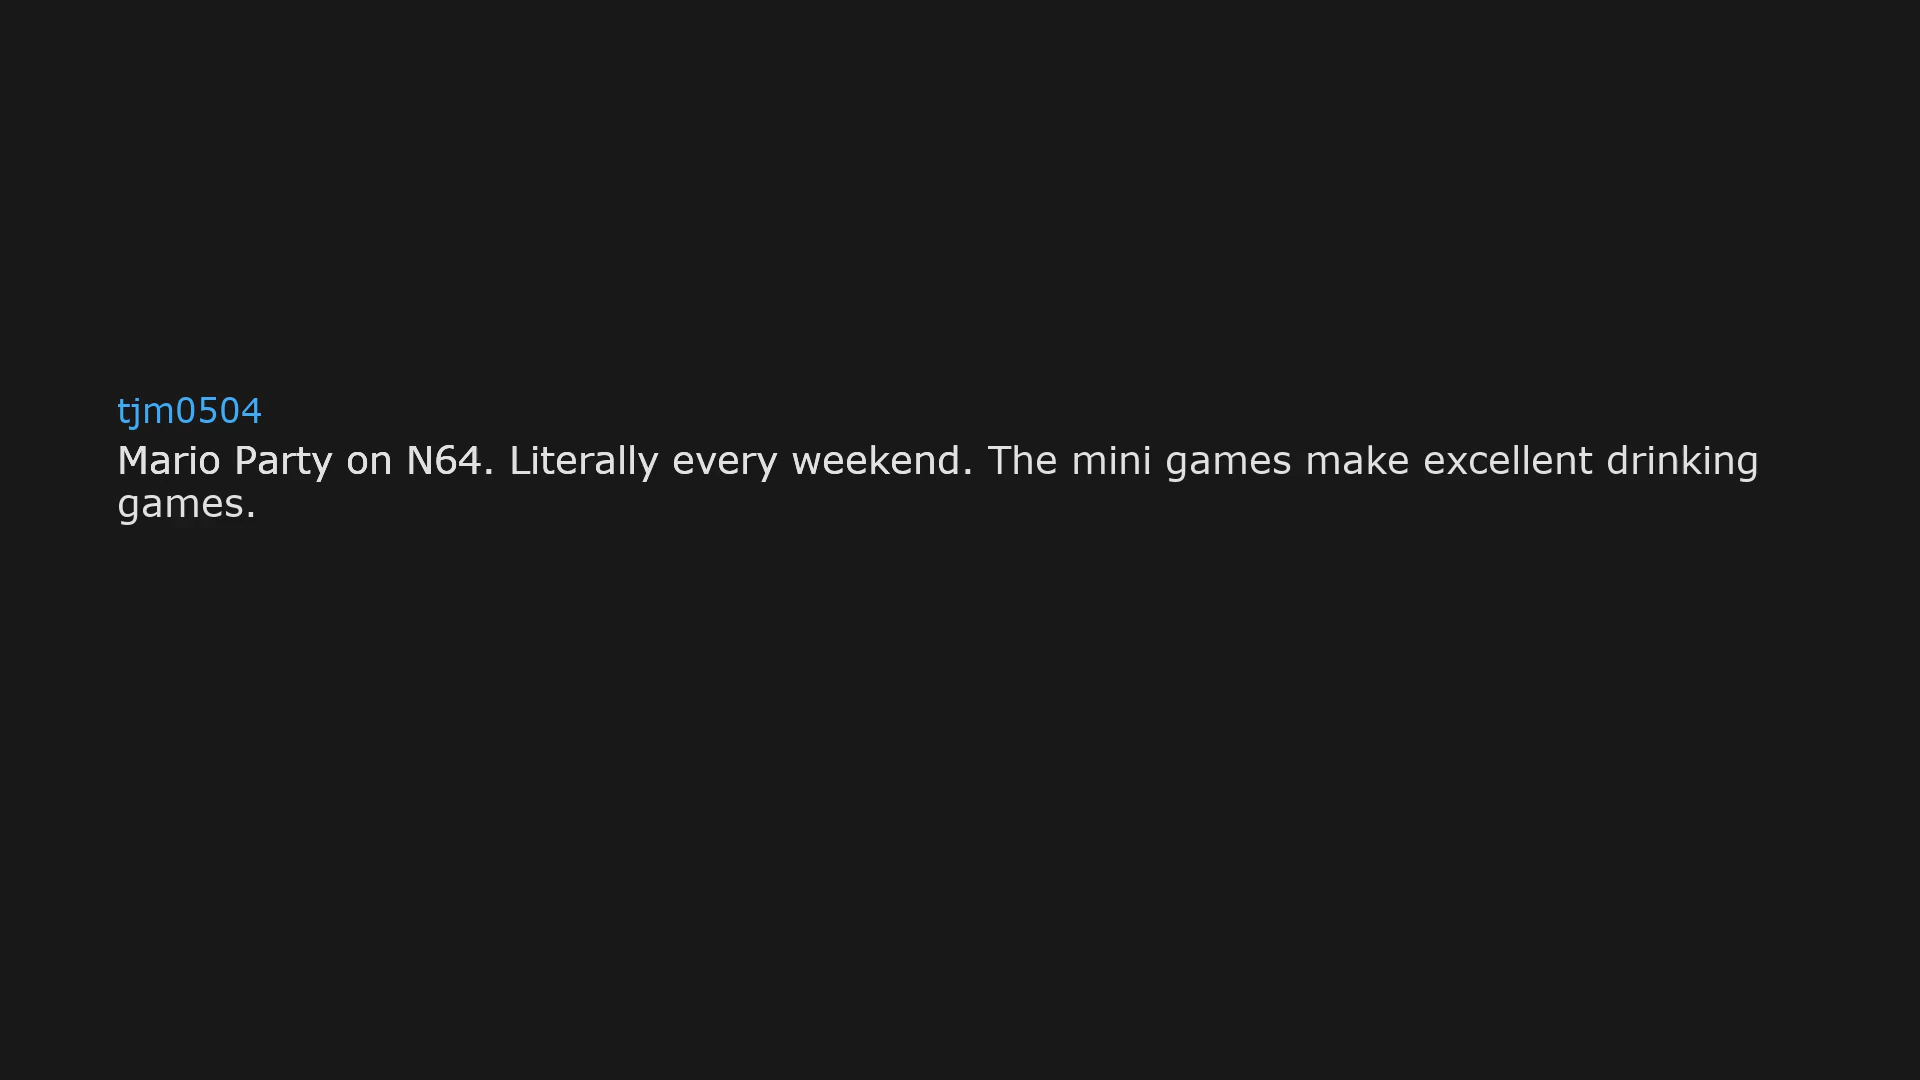 tjm0504
Mario Party on N64. Literally every weekend. The mini games make excellent drinking
games.